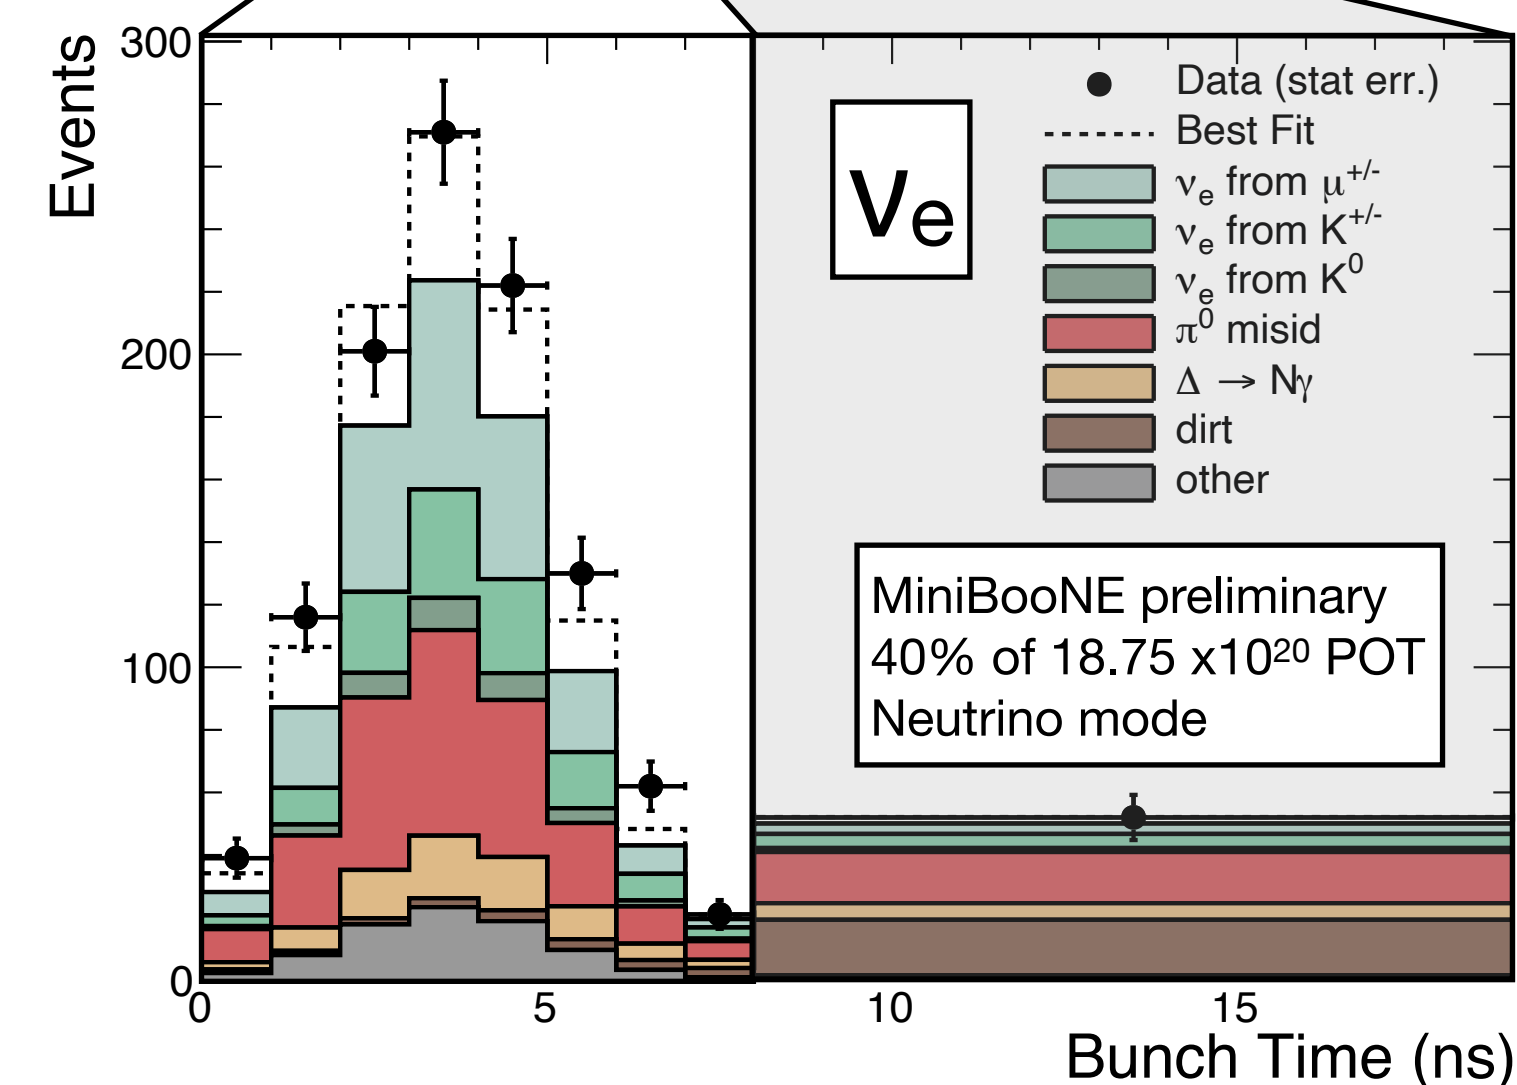 Events
300
200
100
0
0
5
10
15
Bunch Time (ns)
νe
Data (stat err.)
Best Fit
νe from μ+/-
νe from K+/-
νe from K0
π0 misid
Δ → Nγ
dirt
other
MiniBooNE preliminary
40% of 18.75 x10²⁰ POT
Neutrino mode